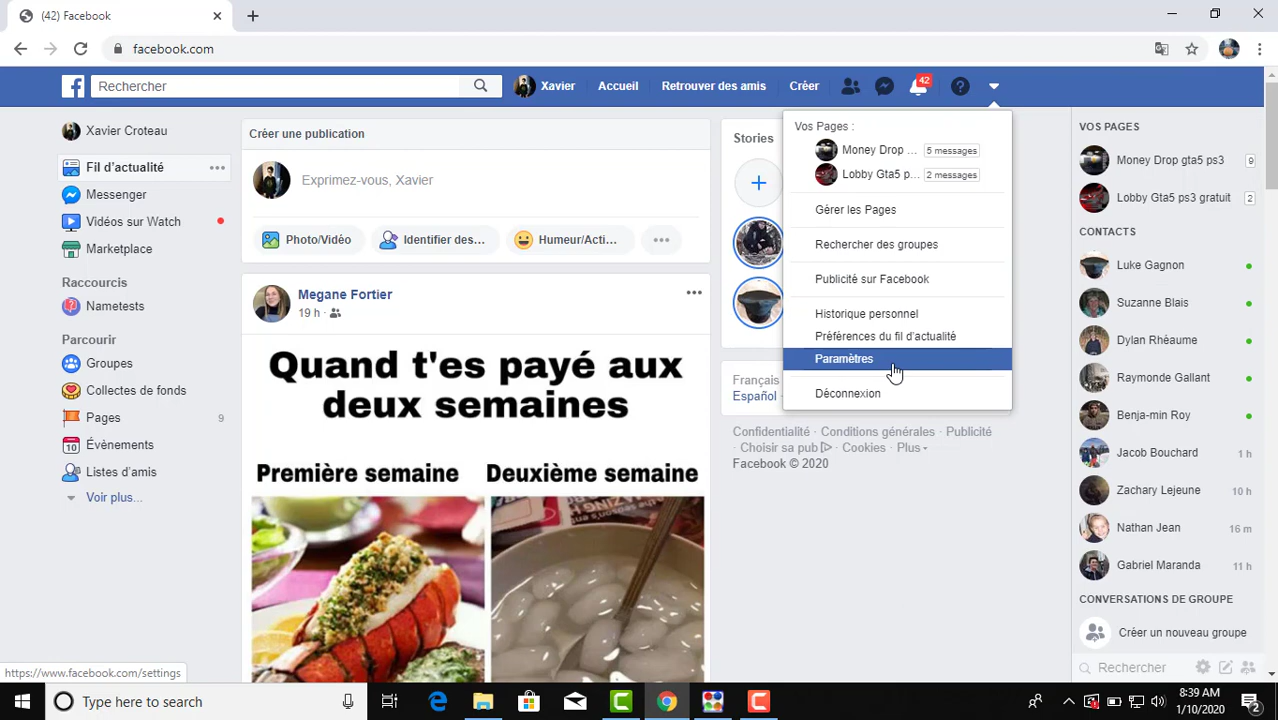 (42) Facebook
facebook.com
Rechercher
Xavier
Accueil
Retrouver des amis
Créer
42
Xavier Croteau
Fil d'actualité
Messenger
Vidéos sur Watch
Marketplace
Raccourcis
Nametests
Parcourir
Groupes
Collectes de fonds
Pages 9
10 Évènements
Listes d'amis
Voir plus...
Créer une publication
Exprimez-vous, Xavier
Photo/Vidéo
Identifier des...
Humeur/Acti...
Megane Fortier
19 h
Quand t'es payé aux
deux semaines
Première semaine
Deuxième semaine
Stories
Vos Pages :
Money Drop ... 5 messages
Lobby Gta5 p... 2 messages
Gérer les Pages
Rechercher des groupes
Publicité sur Facebook
Historique personnel
Préférences du fil d'actualité
Paramètres
Déconnexion
Français
Español
Confidentialité Conditions générales Publicité
Choisir sa pub Cookies Plus
Facebook © 2020
VOS PAGES
Money Drop gta5 ps3 9
Lobby Gta5 ps3 gratuit 2
CONTACTS
Luke Gagnon
Suzanne Blais
Dylan Rhéaume
Raymonde Gallant
Benja-min Roy
Jacob Bouchard 1 h
Zachary Lejeune 10 h
Nathan Jean 16 m
Gabriel Maranda 11 h
CONVERSATIONS DE GROUPE
Créer un nouveau groupe
Rechercher
https://www.facebook.com/settings
Type here to search
8:39 AM
1/10/2020
2